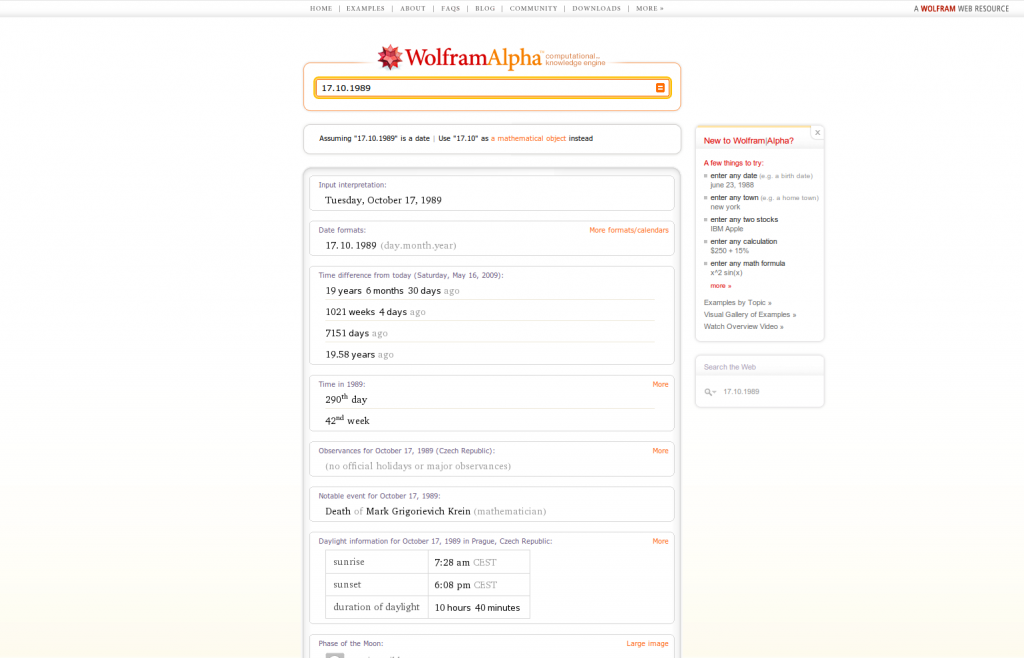 HOME | EXAMPLES | ABOUT | FAQS | BLOG | COMMUNITY | DOWNLOADS | MORE »
A WOLFRAM WEB RESOURCE
WolframAlpha™ computational...
knowledge engine
17.10.1989
Assuming "17.10.1989" is a date | Use "17.10" as a mathematical object instead
Input interpretation:
Tuesday, October 17, 1989
Date formats: More formats/calendars
17. 10. 1989 (day.month.year)
Time difference from today (Saturday, May 16, 2009):
19 years 6 months 30 days ago
1021 weeks 4 days ago
7151 days ago
19.58 years ago
Time in 1989: More
290th day
42nd week
Observances for October 17, 1989 (Czech Republic): More
(no official holidays or major observances)
Notable event for October 17, 1989:
Death of Mark Grigorievich Krein (mathematician)
Daylight information for October 17, 1989 in Prague, Czech Republic: More
sunrise 7:28 am CEST
sunset 6:08 pm CEST
duration of daylight 10 hours 40 minutes
Phase of the Moon: Large image
New to Wolfram|Alpha? X
A few things to try:
enter any date (e.g. a birth date)
june 23, 1988
enter any town (e.g. a home town)
new york
enter any two stocks
IBM Apple
enter any calculation
$250 + 15%
enter any math formula
x^2 sin(x)
more »
Examples by Topic »
Visual Gallery of Examples »
Watch Overview Video »
Search the Web
17.10.1989